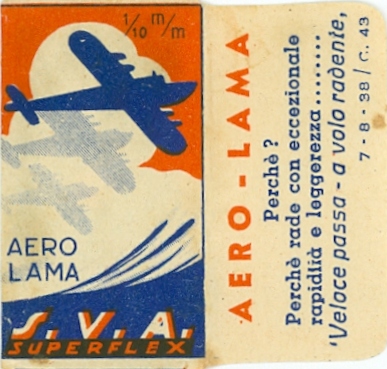 1/10 m/m
AERO
LAMA
S. V. A.
SUPERFLEX
AERO-LAMA
Perchè?
Perchè rade con eccezionale
rapidlià e leggerezza........
'Veloce passa - a volo radente,
7 - 8 - 38 / C. 43